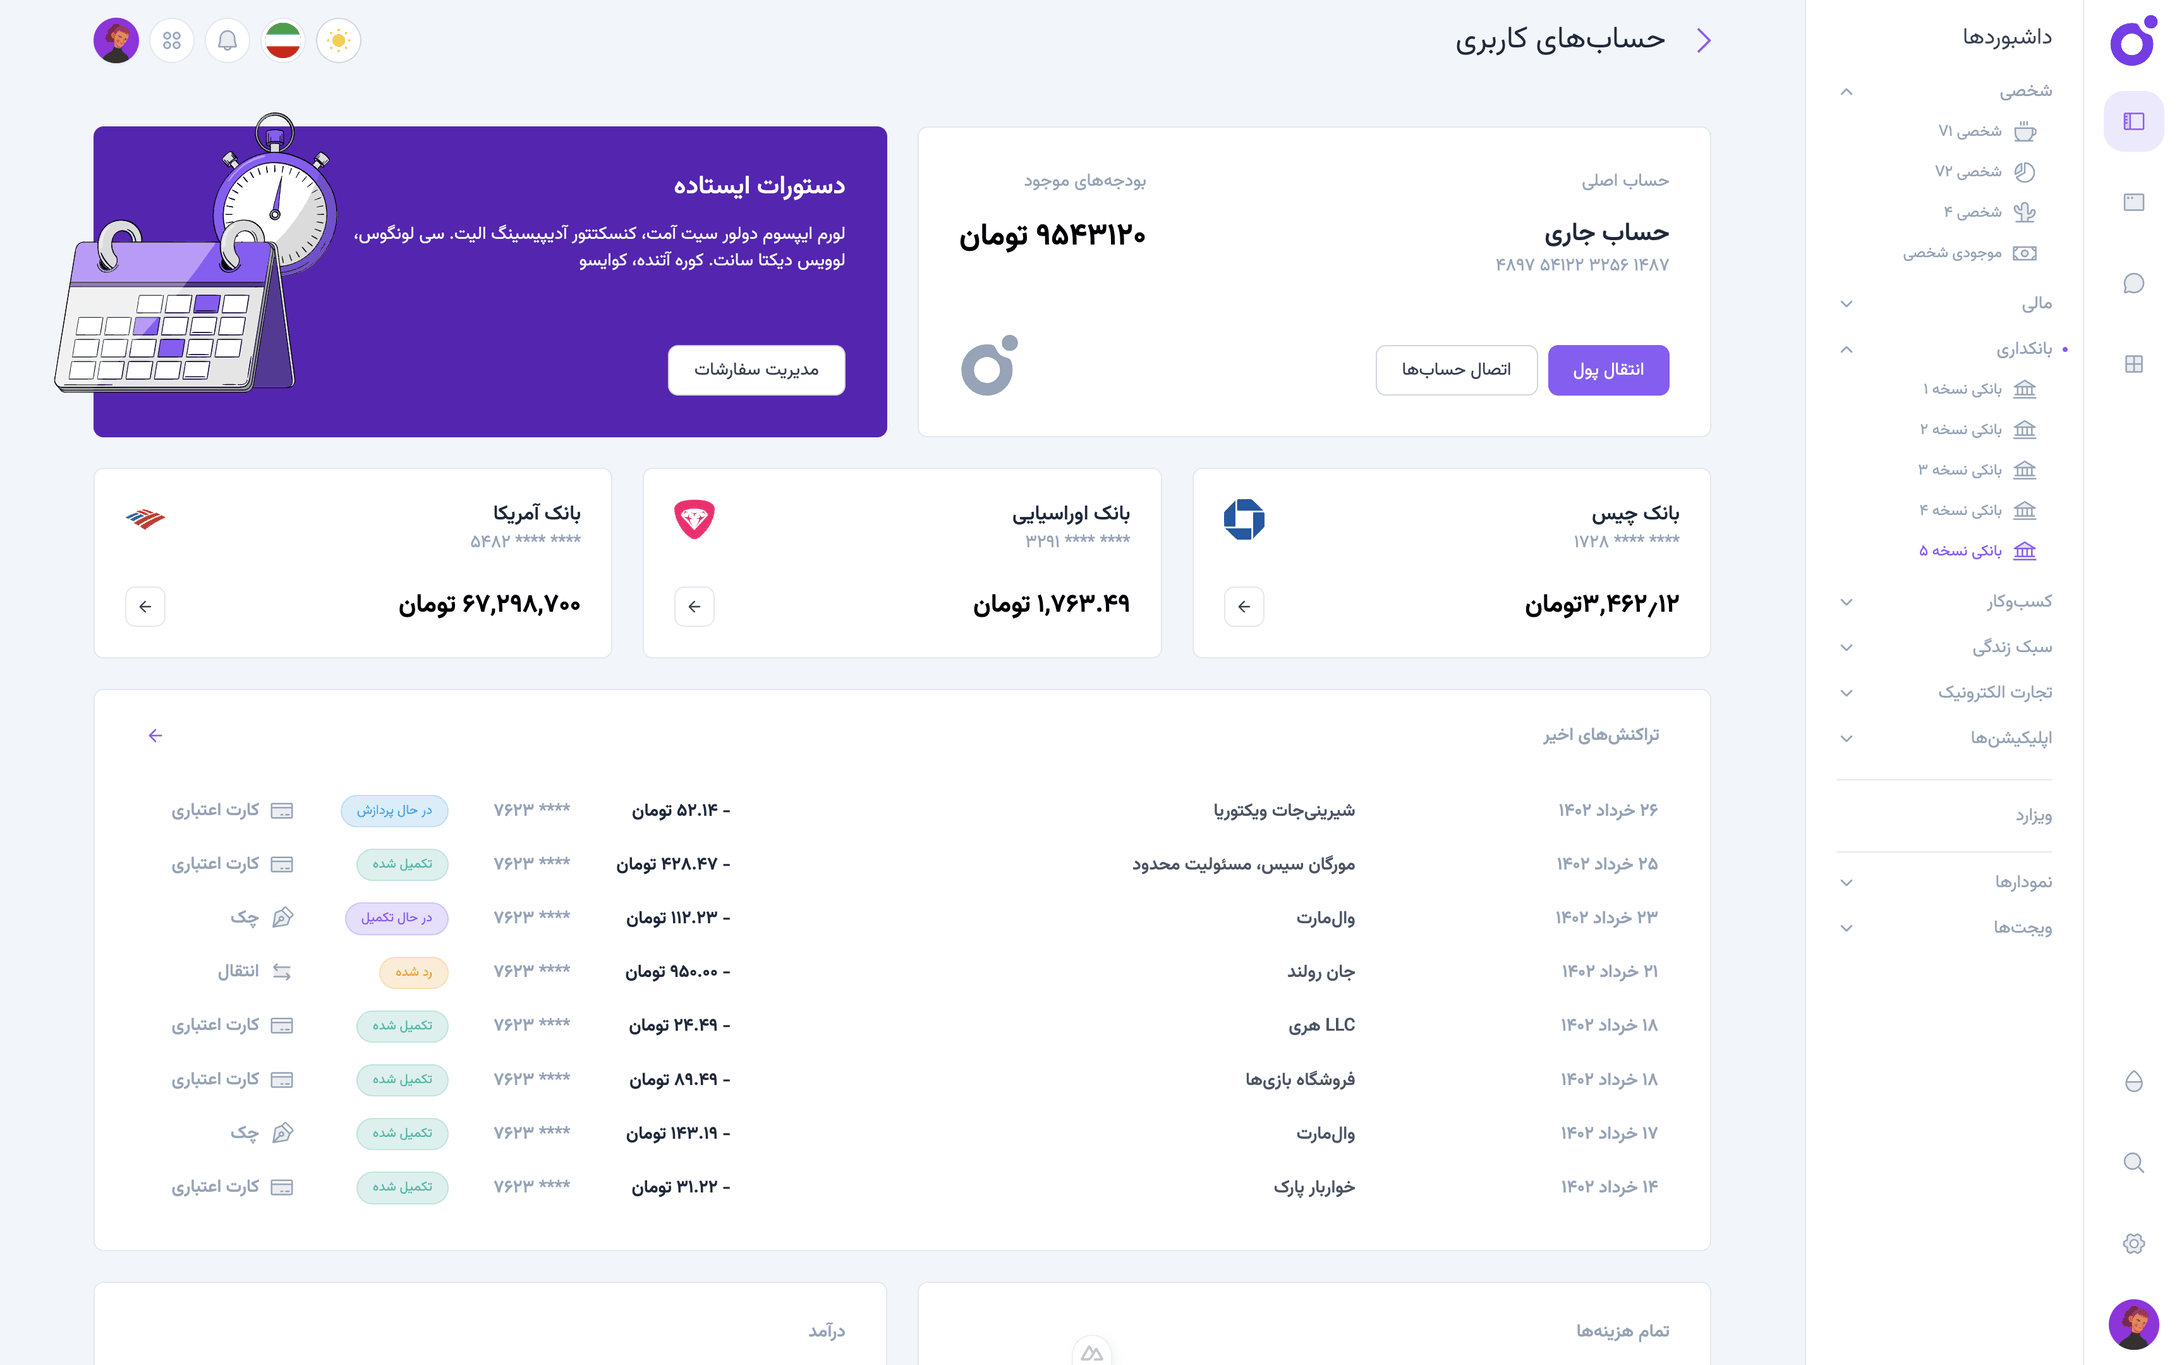 داشبوردها
شخصی
شخصی V۱
شخصی V۲
شخصی ۴
موجودی شخصی
مالی
بانکداری
بانکی نسخه ۱
بانکی نسخه ۲
بانکی نسخه ۳
بانکی نسخه ۴
بانکی نسخه ۵
کسب‌وکار
سبک زندگی
تجارت الکترونیک
اپلیکیشن‌ها
ویزارد
نمودارها
ویجت‌ها
حساب‌های کاربری
حساب اصلی
حساب جاری
۴۸۹۷ ۵۴۱۲۲ ۳۲۵۶ ۱۴۸۷
بودجه‌های موجود
۹۵۴۳۱۲۰ تومان
انتقال پول
اتصال حساب‌ها
دستورات ایستاده
لورم ایپسوم دولور سیت آمت، کنسکتتور آدیپیسینگ الیت. سی لونگوس،
لوویس دیکتا سانت. کوره آتنده، کوایسو
مدیریت سفارشات
بانک چیس
**** **** ۱۷۲۸
۳,۴۶۲٫۱۲تومان
بانک اوراسیایی
**** **** ۳۲۹۱
۱,۷۶۳.۴۹ تومان
بانک آمریکا
**** **** ۵۴۸۲
۶۷,۲۹۸,۷۰۰ تومان
تراکنش‌های اخیر
۲۶ خرداد ۱۴۰۲ شیرینی‌جات ویکتوریا - ۵۲.۱۴ تومان **** ۷۶۲۳ در حال پردازش کارت اعتباری
۲۵ خرداد ۱۴۰۲ مورگان سیس، مسئولیت محدود - ۴۲۸.۴۷ تومان **** ۷۶۲۳ تکمیل شده کارت اعتباری
۲۳ خرداد ۱۴۰۲ وال‌مارت - ۱۱۲.۲۳ تومان **** ۷۶۲۳ در حال تکمیل چک
۲۱ خرداد ۱۴۰۲ جان رولند - ۹۵۰.۰۰ تومان **** ۷۶۲۳ رد شده انتقال
۱۸ خرداد ۱۴۰۲ LLC هری - ۲۴.۴۹ تومان **** ۷۶۲۳ تکمیل شده کارت اعتباری
۱۸ خرداد ۱۴۰۲ فروشگاه بازی‌ها - ۸۹.۴۹ تومان **** ۷۶۲۳ تکمیل شده کارت اعتباری
۱۷ خرداد ۱۴۰۲ وال‌مارت - ۱۴۳.۱۹ تومان **** ۷۶۲۳ تکمیل شده چک
۱۴ خرداد ۱۴۰۲ خواربار پارک - ۳۱.۲۲ تومان **** ۷۶۲۳ تکمیل شده کارت اعتباری
تمام هزینه‌ها
درآمد